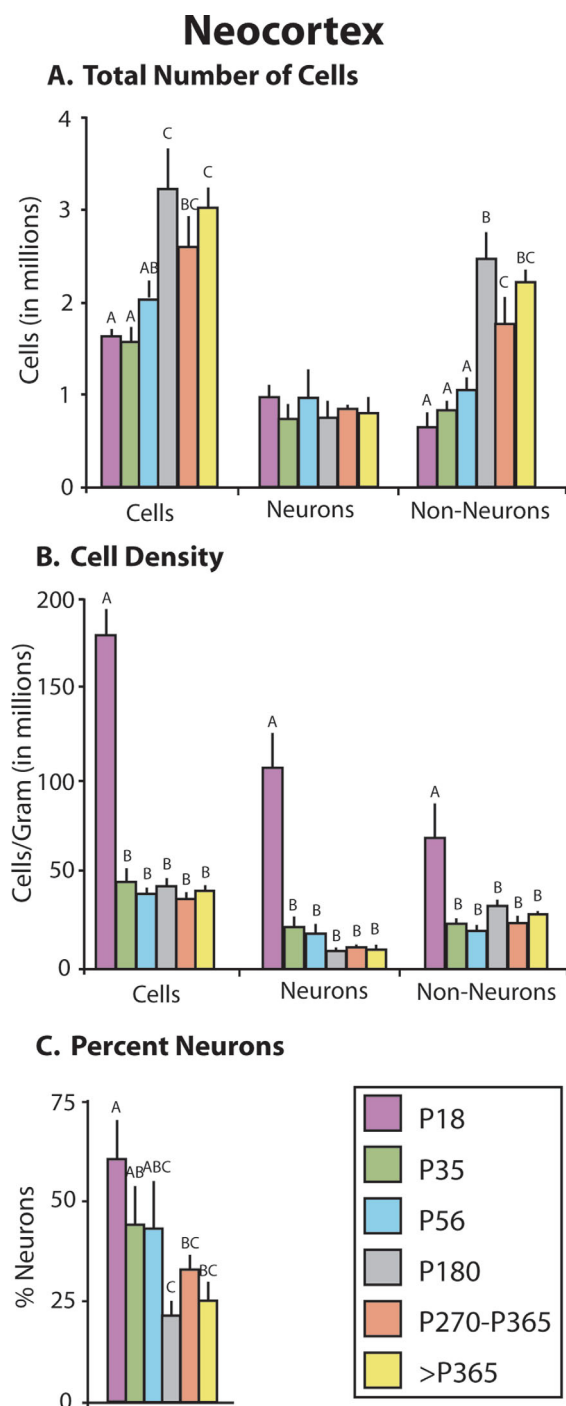 Neocortex
A. Total Number of Cells
Cells (in millions)
4
3
2
1
0
A
A
AB
C
BC
C
A
A
A
B
C
BC
Cells
Neurons
Non-Neurons
B. Cell Density
Cells/Gram (in millions)
200
150
100
50
0
A
B
B
B
B
B
A
B
B
B
B
B
A
B
B
B
B
B
Cells
Neurons
Non-Neurons
C. Percent Neurons
% Neurons
75
50
25
0
A
AB
ABC
C
BC
BC
P18
P35
P56
P180
P270-P365
>P365